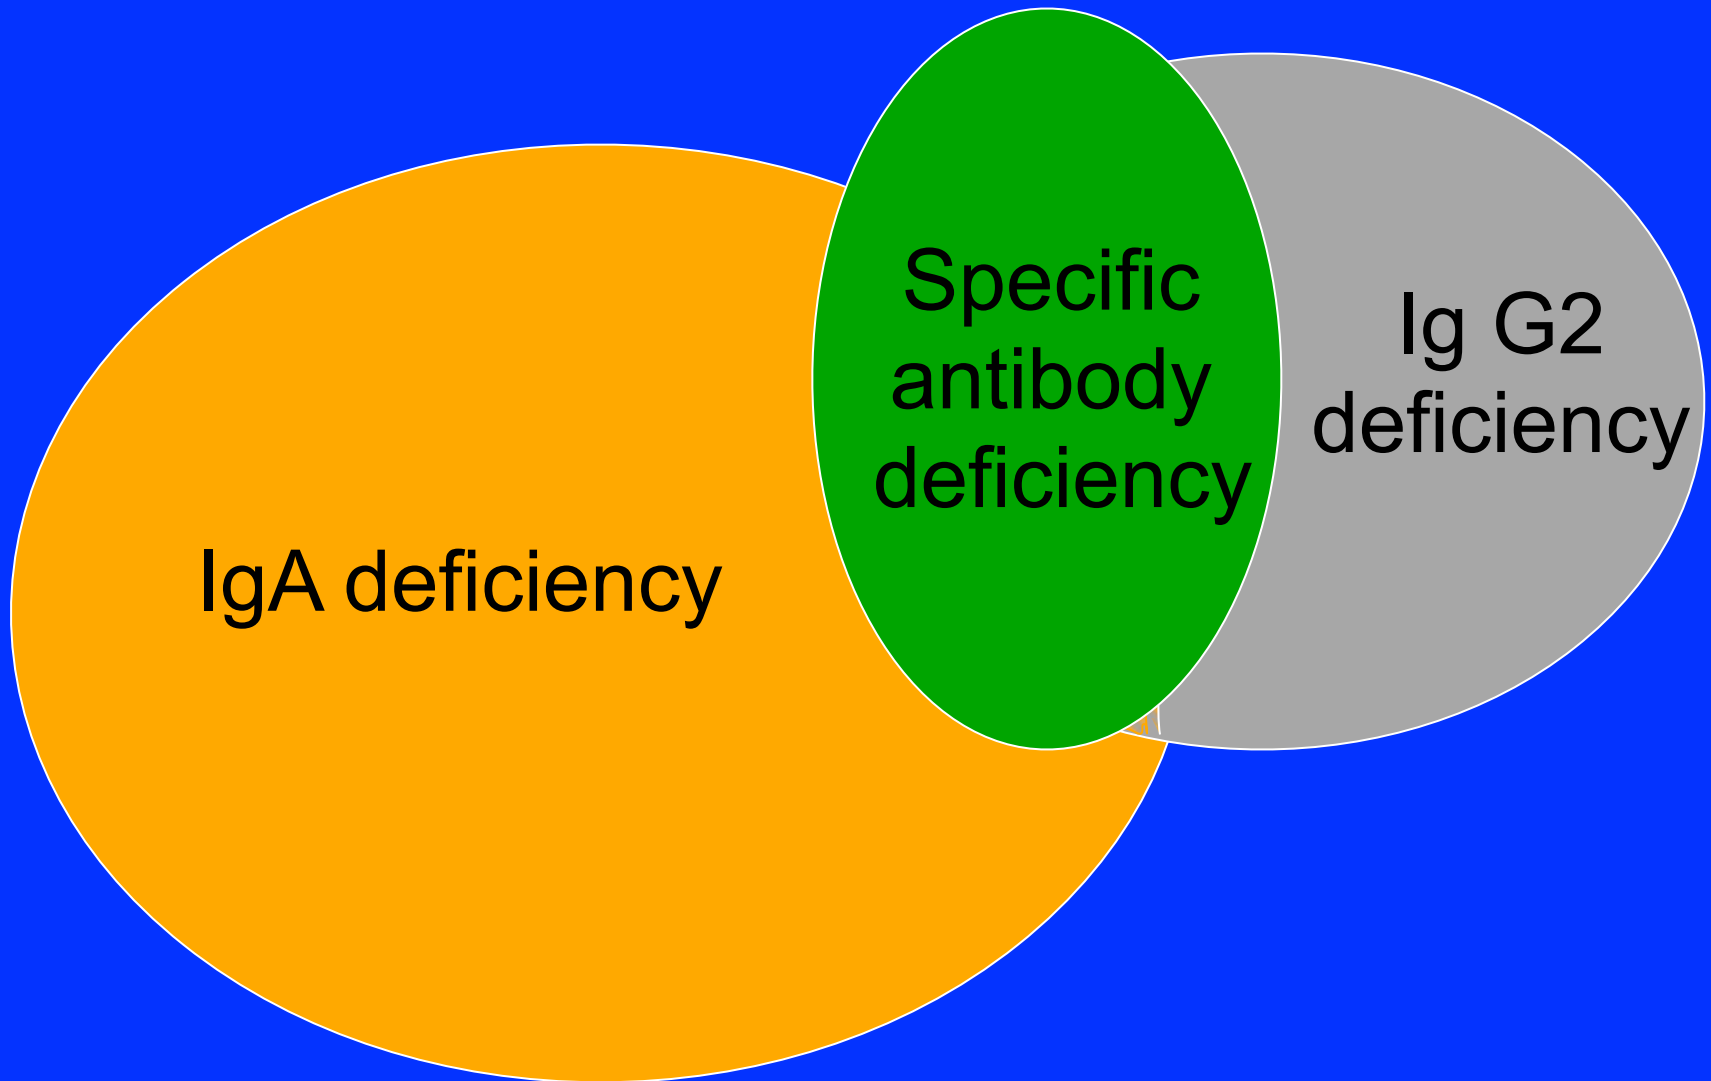 IgA deficiency
Specific
antibody
deficiency
Ig G2
deficiency